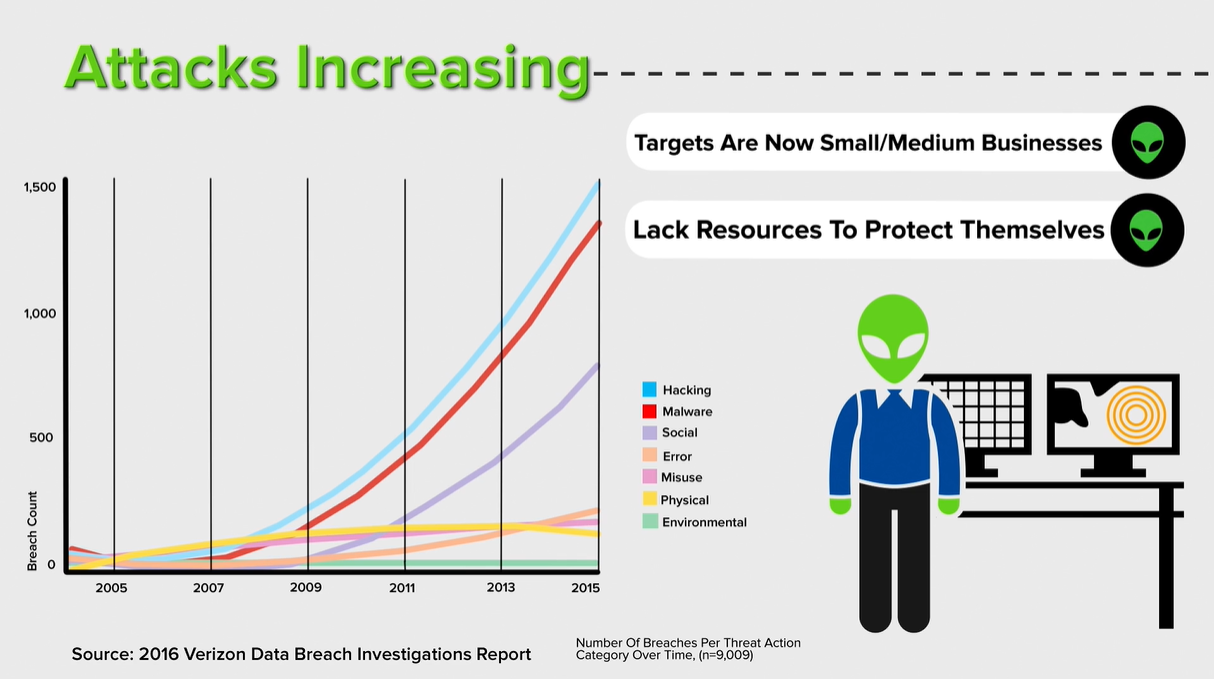 Attacks Increasing
Targets Are Now Small/Medium Businesses
Lack Resources To Protect Themselves
1,500
1,000
500
0
Breach Count
2005
2007
2009
2011
2013
2015
Hacking
Malware
Social
Error
Misuse
Physical
Environmental
Source: 2016 Verizon Data Breach Investigations Report
Number Of Breaches Per Threat Action
Category Over Time, (n=9,009)